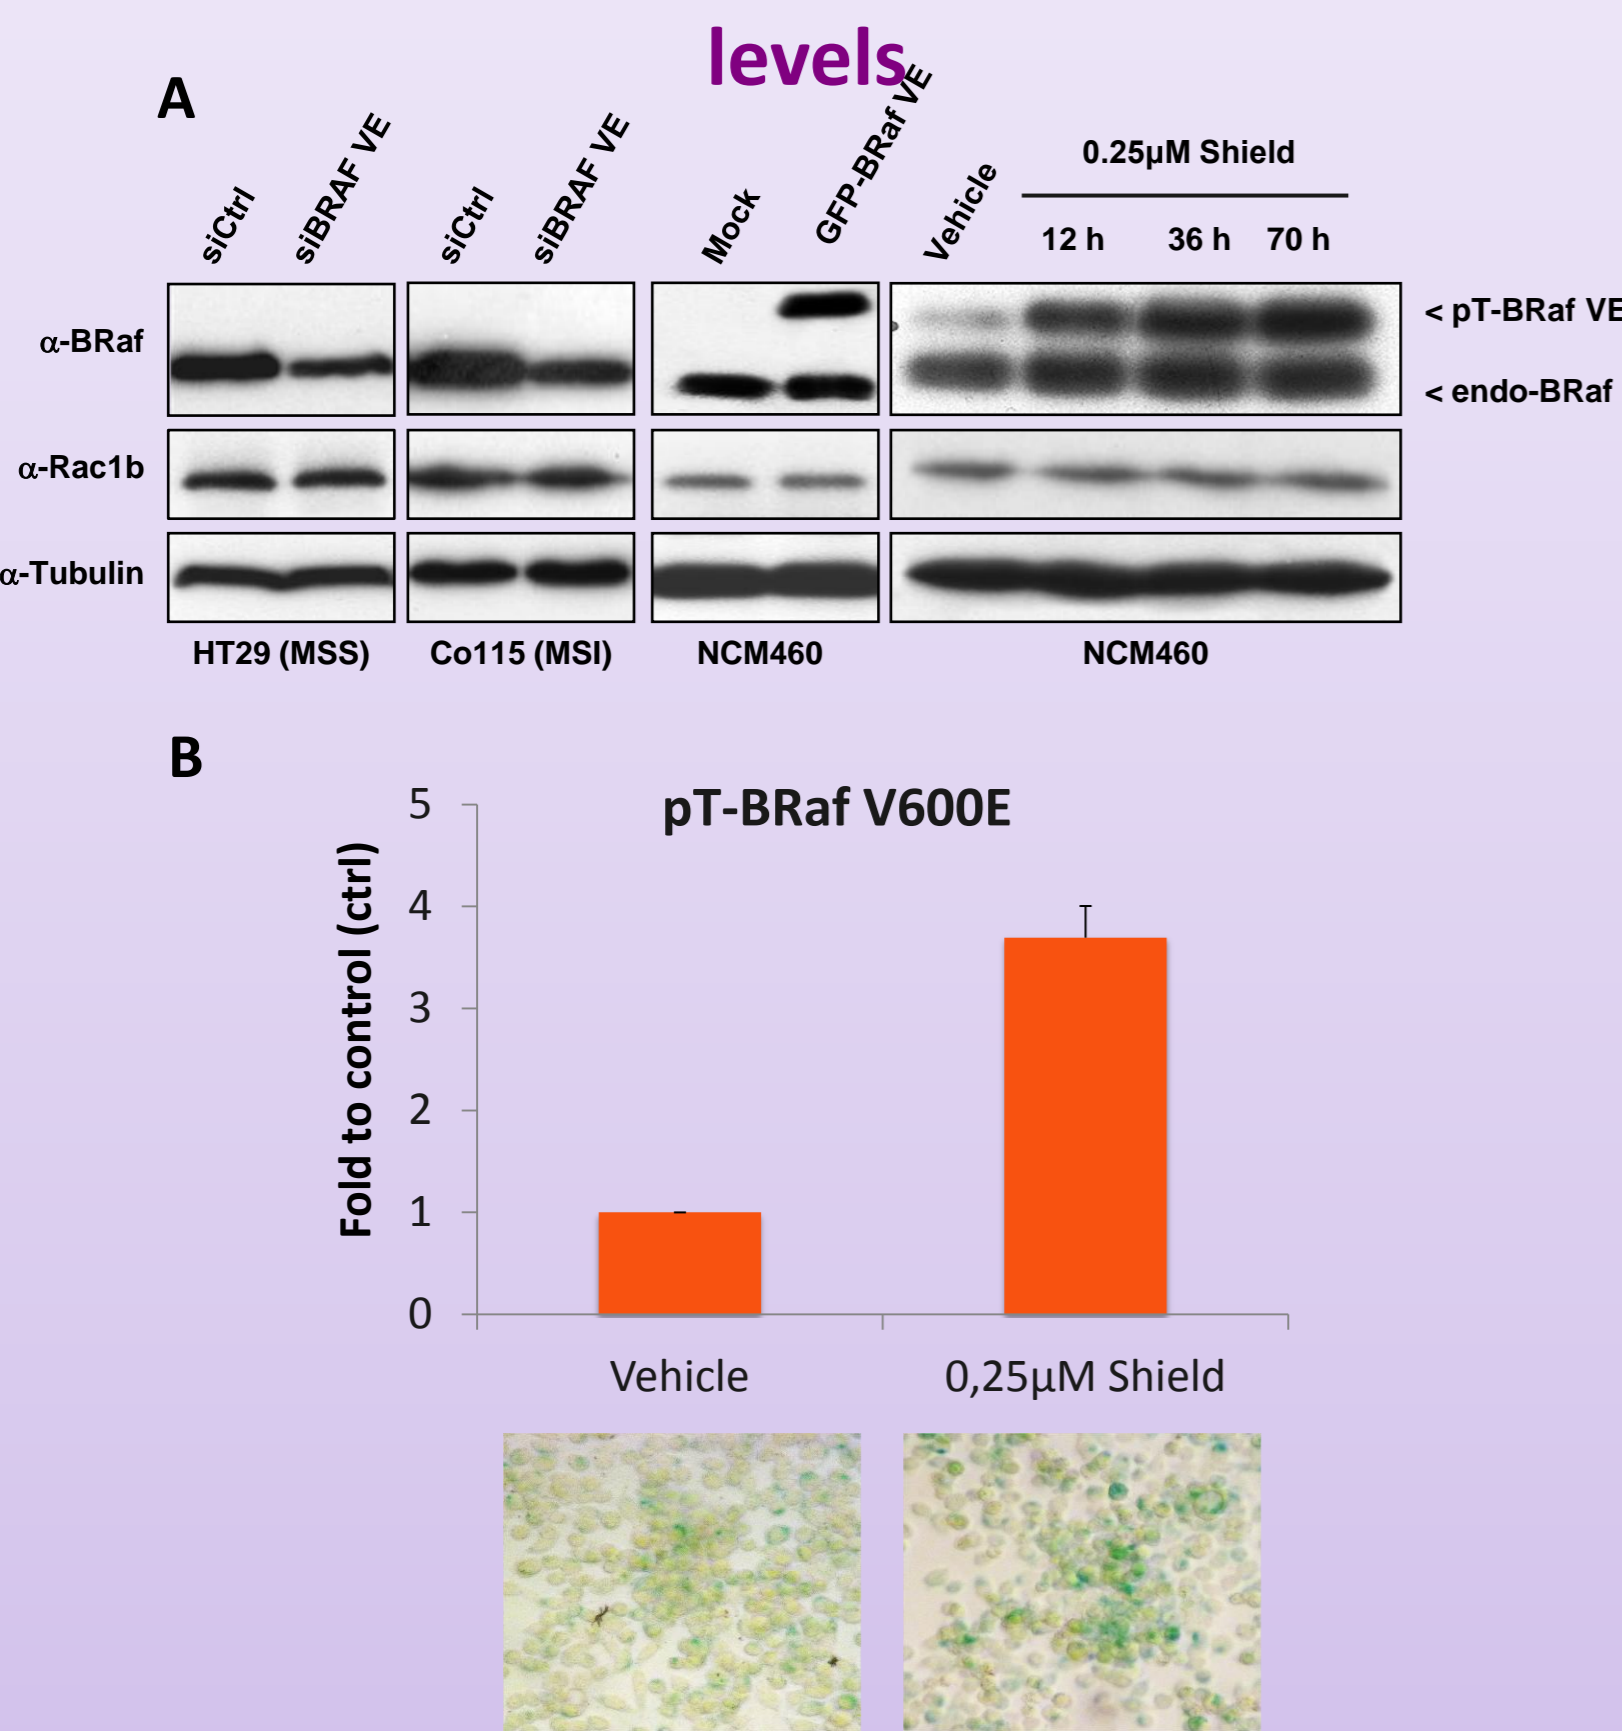 levels
A
siCtrl
siBRAF VE
siCtrl
siBRAF VE
Mock
GFP-BRaf VE
Vehicle
0.25µM Shield
12 h 36 h 70 h
α-BRaf
< pT-BRaf VE
< endo-BRaf
α-Rac1b
α-Tubulin
HT29 (MSS) Co115 (MSI) NCM460 NCM460
B
pT-BRaf V600E
Fold to control (ctrl)
5
4
3
2
1
0
Vehicle 0,25µM Shield